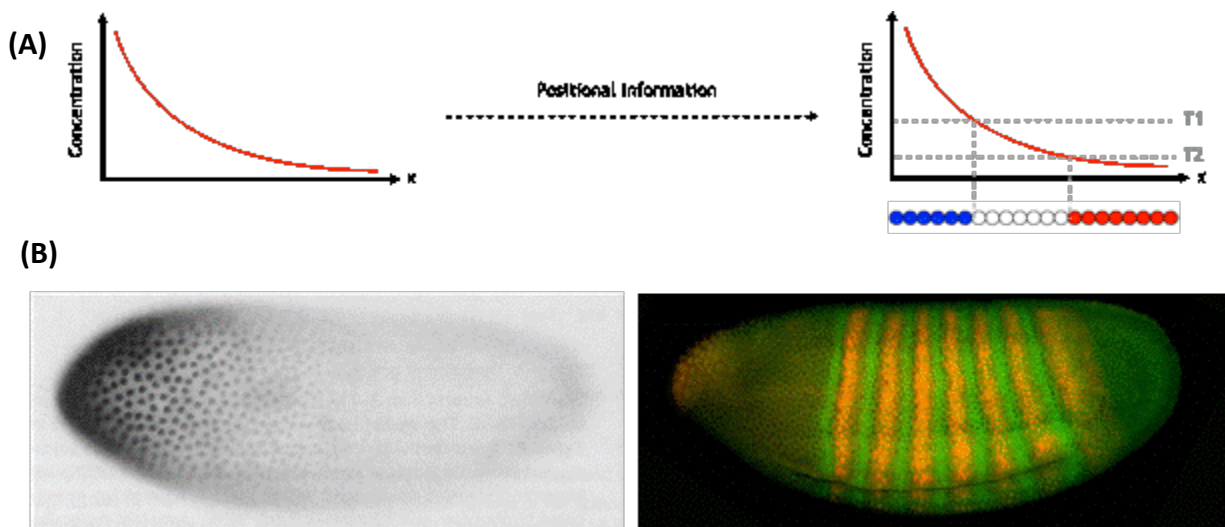 (A)
Concentration
x
Positional Information
Concentration
T1
T2
x
(B)